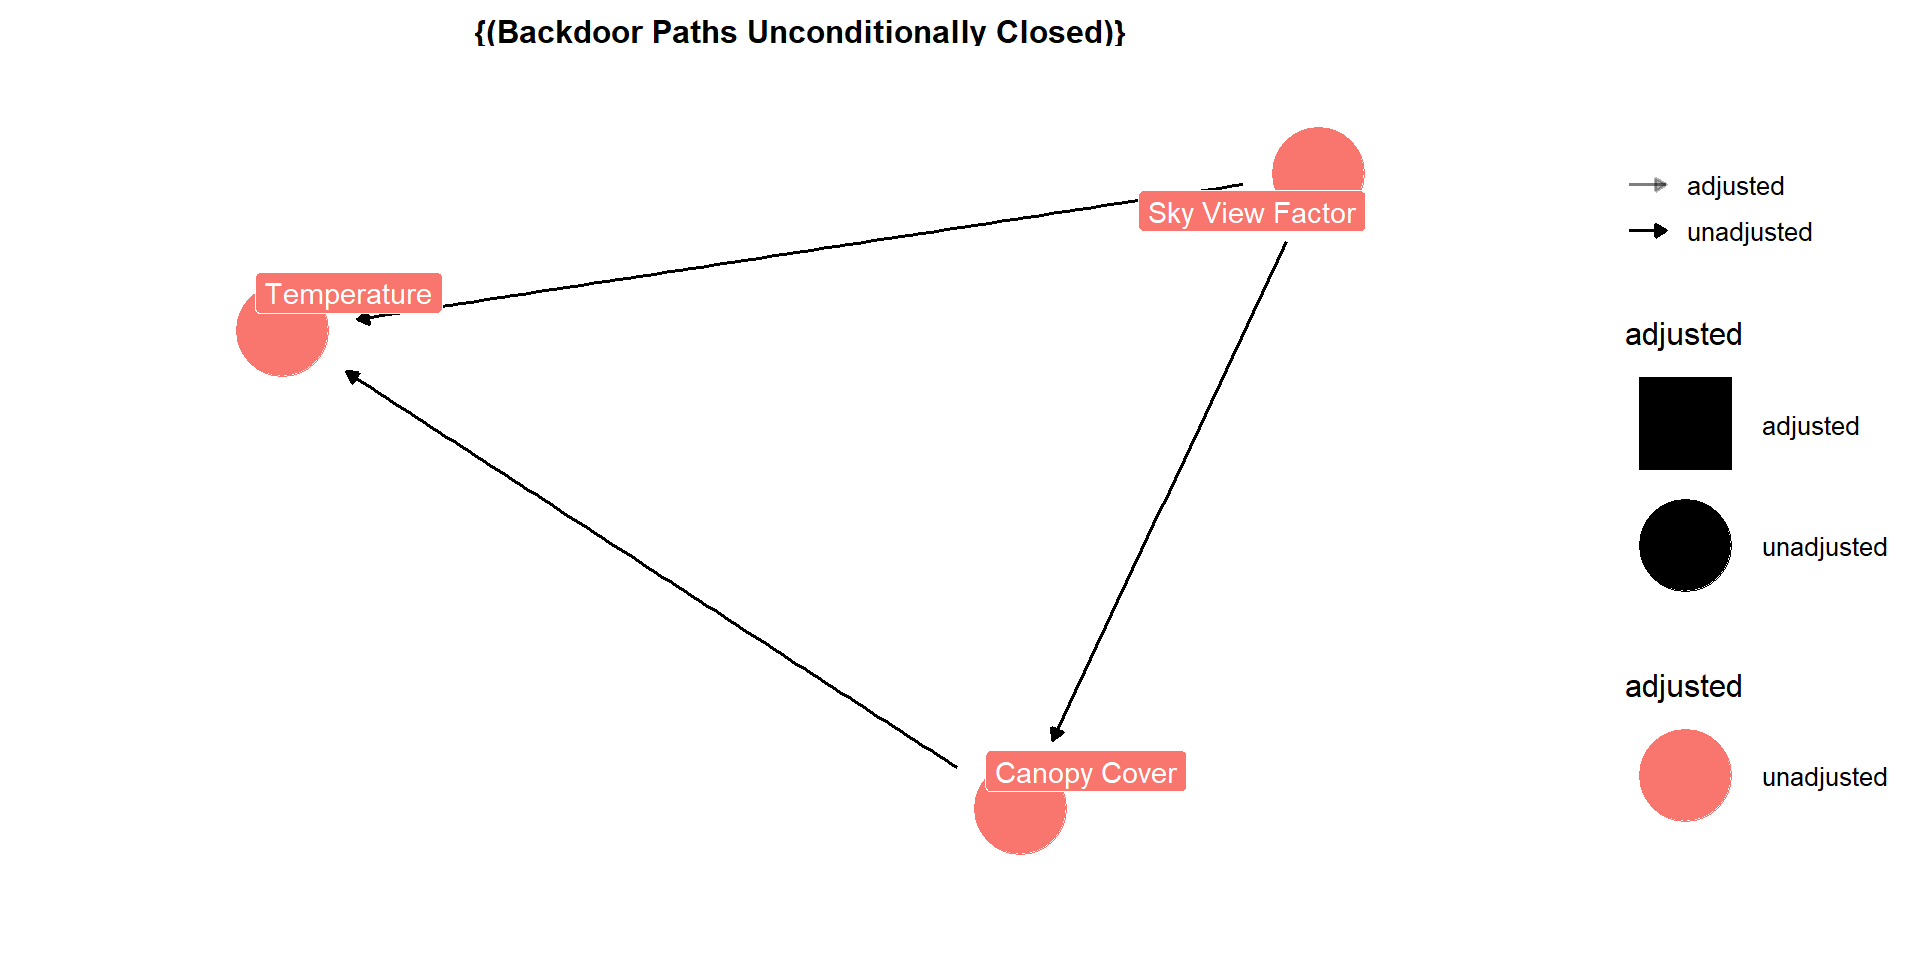 {(Backdoor Paths Unconditionally Closed)}
Sky View Factor
Temperature
Canopy Cover
adjusted
unadjusted
adjusted
adjusted
unadjusted
adjusted
unadjusted